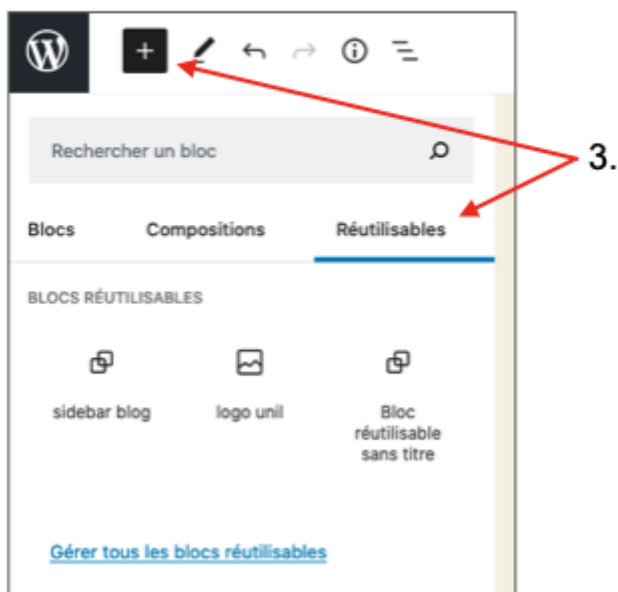 Rechercher un bloc
3.
Blocs Compositions Réutilisables
BLOCS RÉUTILISABLES
sidebar blog logo unil Bloc
réutilisable
sans titre
Gérer tous les blocs réutilisables